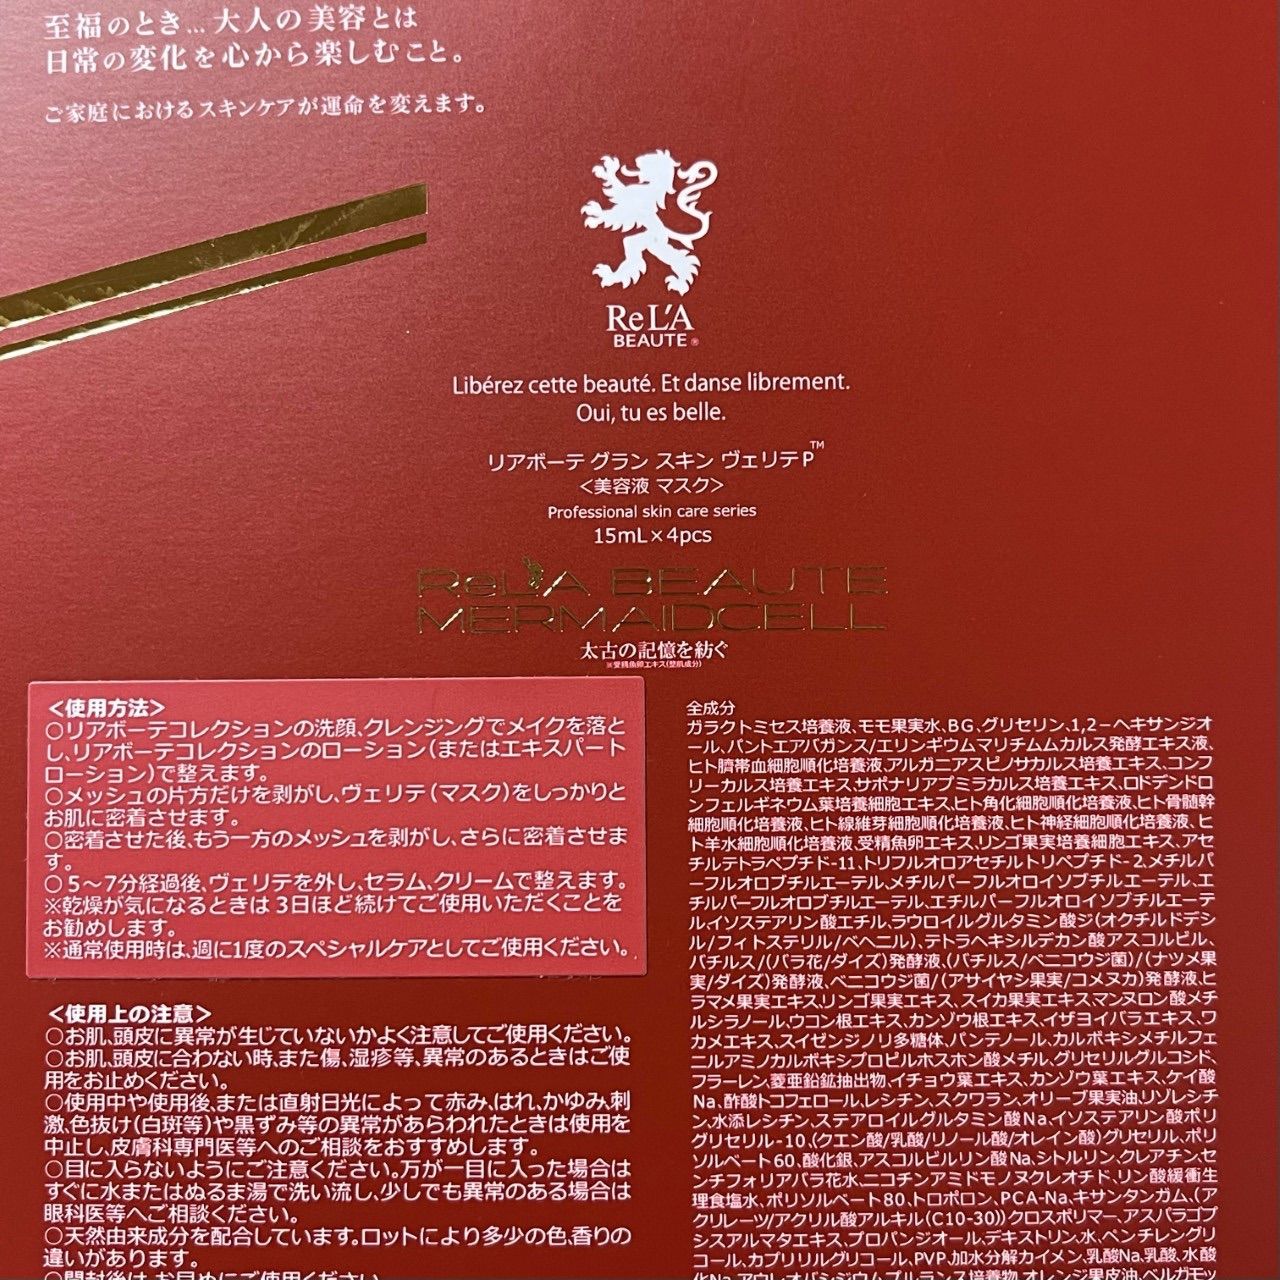 至福のとき…大人の美容とは
日常の変化を心から楽しむこと。
ご家庭におけるスキンケアが運命を変えます。
ReL'A
BEAUTE
Libérez cette beauté. Et danse librement.
Oui, tu es belle.
リアボーテ グラン スキン ヴェリテP™
<美容液 マスク>
Professional skin care series
15mL×4pcs
ReL'A BEAUTE
MERMAIDCELL
太古の記憶を紡ぐ
※受精魚卵エキス(整肌成分)
<使用方法>
○リアボーテコレクションの洗顔、クレンジングでメイクを落と
し、リアボーテコレクションのローション(またはエキスパート
ローション)で整えます。
○メッシュの片方だけを剥がし、ヴェリテ(マスク)をしっかりと
お肌に密着させます。
○密着させた後、もう一方のメッシュを剥がし、さらに密着させま
す。
○5～7分経過後、ヴェリテを外し、セラム、クリームで整えます。
※乾燥が気になるときは3日ほど続けてご使用いただくことを
お勧めします。
※通常使用時は、週に1度のスペシャルケアとしてご使用ください。
<使用上の注意>
○お肌、頭皮に異常が生じていないかよく注意してご使用ください。
○お肌、頭皮に合わない時、また傷、湿疹等、異常のあるときはご使
用をお止めください。
○使用中や使用後、または直射日光によって赤み、はれ、かゆみ、刺
激、色抜け(白斑等)や黒ずみ等の異常があらわれたときは使用を
中止し、皮膚科専門医等へのご相談をおすすめします。
○目に入らないようにご注意ください。万が一目に入った場合は
すぐに水またはぬるま湯で洗い流し、少しでも異常のある場合は
眼科医等へご相談ください。
○天然由来成分を配合しています。ロットにより多少の色、香りの
違いがあります。
○開封後は、お早めにご使用ください。
全成分
ガラクトミセス培養液、モモ果実水、BG、グリセリン、1,2－ヘキサンジオ
ール、パントエアバガンス/エリンギウムマリチムムカルス発酵エキス液、
ヒト臍帯血細胞順化培養液、アルガニアスピノサカルス培養エキス、コンフ
リーカルス培養エキス、サポナリアプミラカルス培養エキス、ロドデンドロ
ンフェルギネウム葉培養細胞エキス、ヒト角化細胞順化培養液、ヒト骨髄幹
細胞順化培養液、ヒト線維芽細胞順化培養液、ヒト神経細胞順化培養液、ヒ
ト羊水細胞順化培養液、受精魚卵エキス、リンゴ果実培養細胞エキス、アセ
チルテトラペプチド-11、トリフルオロアセチルトリペプチド-2、メチルパ
ーフルオロブチルエーテル、メチルパーフルオロイソブチルエーテル、エ
チルパーフルオロブチルエーテル、エチルパーフルオロイソブチルエーテ
ル、イソステアリン酸エチル、ラウロイルグルタミン酸ジ(オクチルドデシ
ル/フィトステリル/ベヘニル)、テトラヘキシルデカン酸アスコルビル、
バチルス/(バラ花/ダイズ)発酵液、(バチルス/ベニコウジ菌)/(ナツメ果
実/ダイズ)発酵液、ベニコウジ菌/(アサイヤシ果実/コメヌカ)発酵液、ヒ
ラマメ果実エキス、リンゴ果実エキス、スイカ果実エキス、マンヌロン酸メチ
ルシラノール、ウコン根エキス、カンゾウ根エキス、イザヨイバラエキス、ワ
カメエキス、スイゼンジノリ多糖体、パンテノール、カルボキシメチルフェ
ニルアミノカルボキシプロピルホスホン酸メチル、グリセリルグルコシド、
フラーレン、菱亜鉛鉱抽出物、イチョウ葉エキス、カンゾウ葉エキス、ケイ酸
Na、酢酸トコフェロール、レシチン、スクワラン、オリーブ果実油、リゾレシチ
ン、水添レシチン、ステアロイルグルタミン酸Na、イソステアリン酸ポリ
グリセリル-10、(クエン酸/乳酸/リノール酸/オレイン酸)グリセリル、ポリ
ソルベート60、酸化銀、アスコルビルリン酸Na、シトルリン、クレアチン、セ
ンチフォリアバラ花水、ニコチンアミドモノヌクレオチド、リン酸緩衝生
理食塩水、ポリソルベート80、トロポロン、PCA-Na、キサンタンガム、(ア
クリレーツ/アクリル酸アルキル(C10-30))クロスポリマー、アスパラゴプ
シスアルマタエキス、プロパンジオール、デキストリン、水、ペンチレングリ
コール、カプリリルグリコール、PVP、加水分解カイメン、乳酸Na、乳酸、水酸
化Na、アウレオバシジウムプルランス培養物、オレンジ果皮油、ベルガモッ